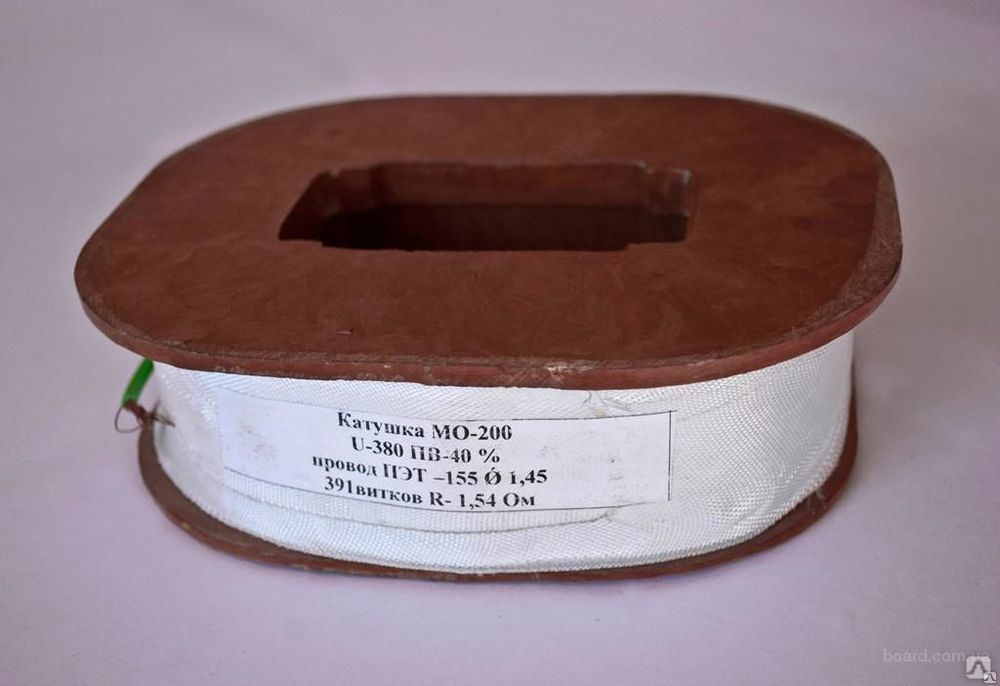 Катушка МО-200
U-380 ПВ-40 %
провод ПЭТ –155 Ǿ 1,45
391витков R- 1,54 Ом
board.com.ua